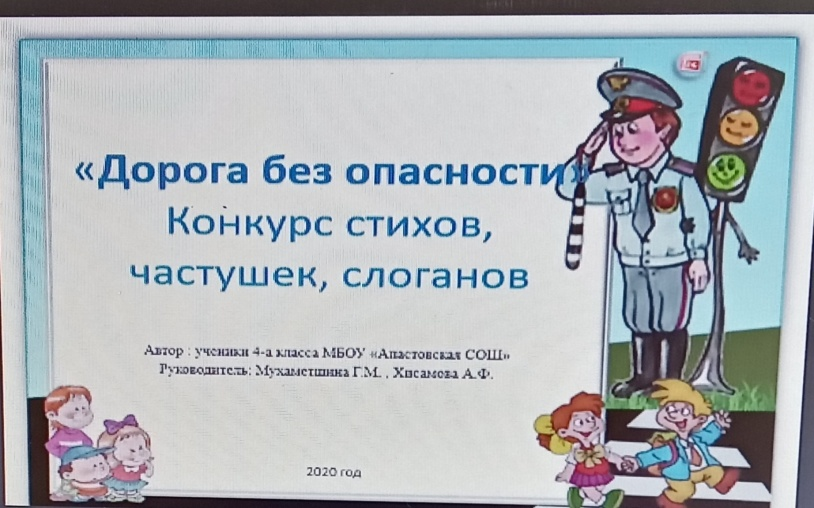 «Дорога без опасности»
Конкурс стихов,
частушек, слоганов
Автор : ученики 4-а класса МБОУ «Апастовская СОШ»
Руководитель: Мухаметшина Г.М. , Хисамова А.Ф.
2020 год